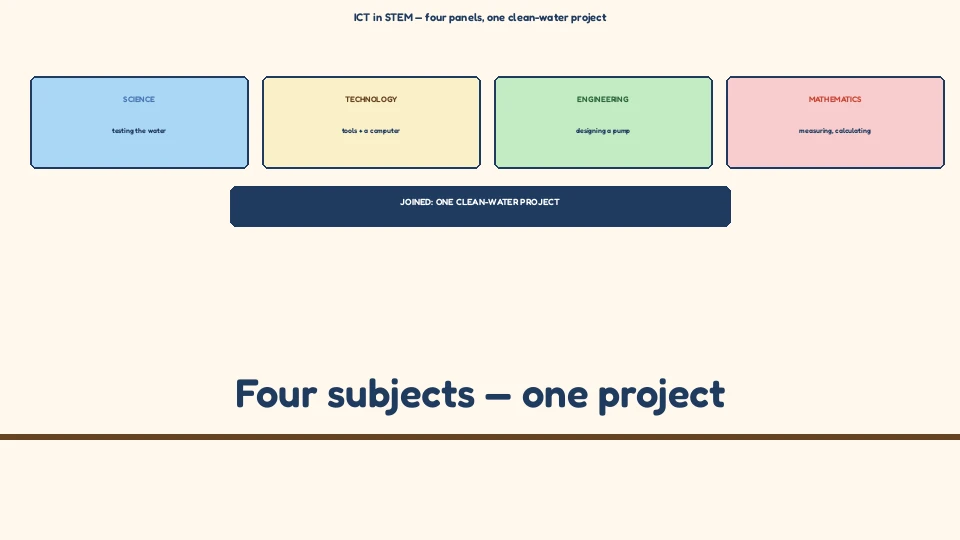 ICT in STEM — four panels, one clean-water project
SCIENCE
testing the water
TECHNOLOGY
tools + a computer
ENGINEERING
designing a pump
MATHEMATICS
measuring, calculating
JOINED: ONE CLEAN-WATER PROJECT
Four subjects — one project